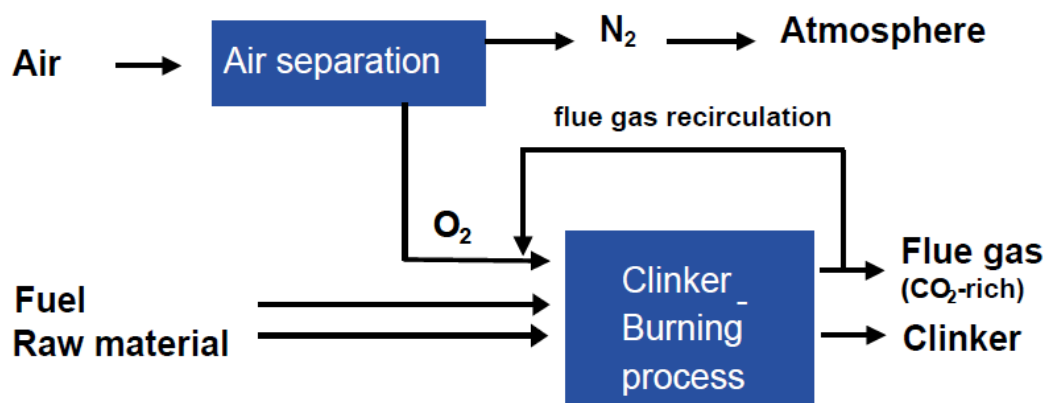 Air
Air separation
N₂
Atmosphere
flue gas recirculation
O₂
Fuel
Raw material
Clinker -
Burning
process
Flue gas
(CO₂-rich)
Clinker